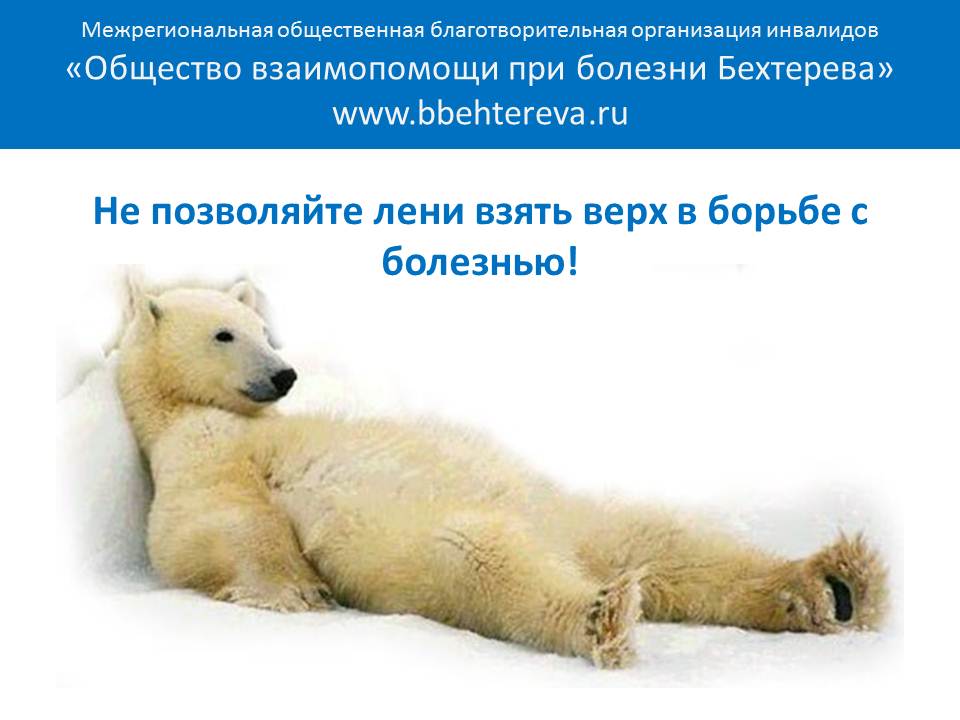 Межрегиональная общественная благотворительная организация инвалидов
«Общество взаимопомощи при болезни Бехтерева»
www.bbehtereva.ru
Не позволяйте лени взять верх в борьбе с
болезнью!